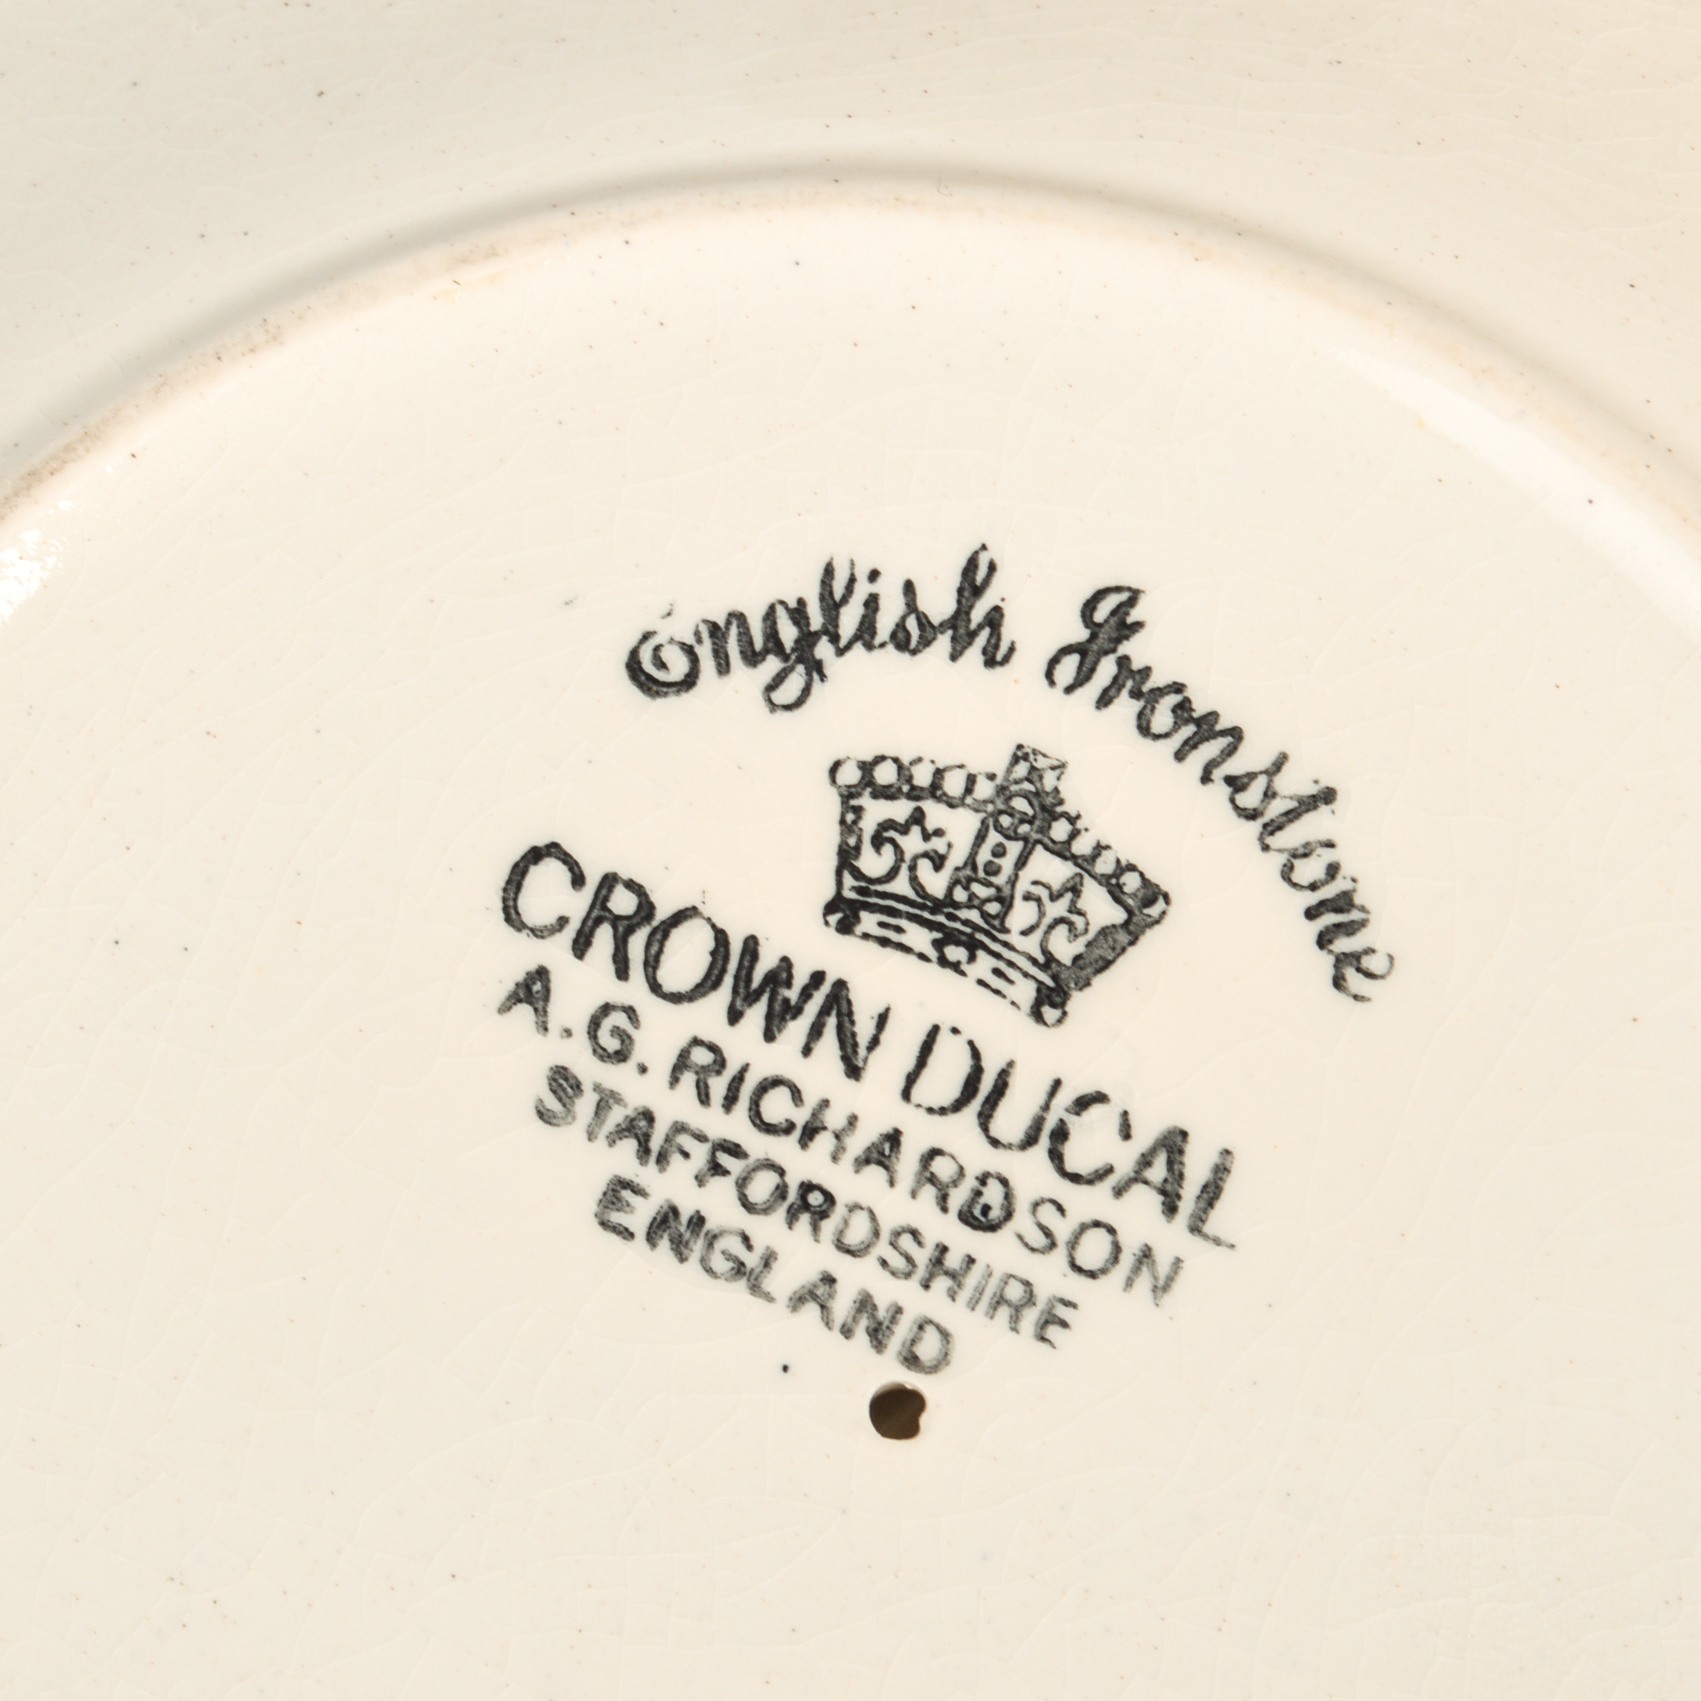 English Ironstone
CROWN DUCAL
A.G. RICHARDSON
STAFFORDSHIRE
ENGLAND